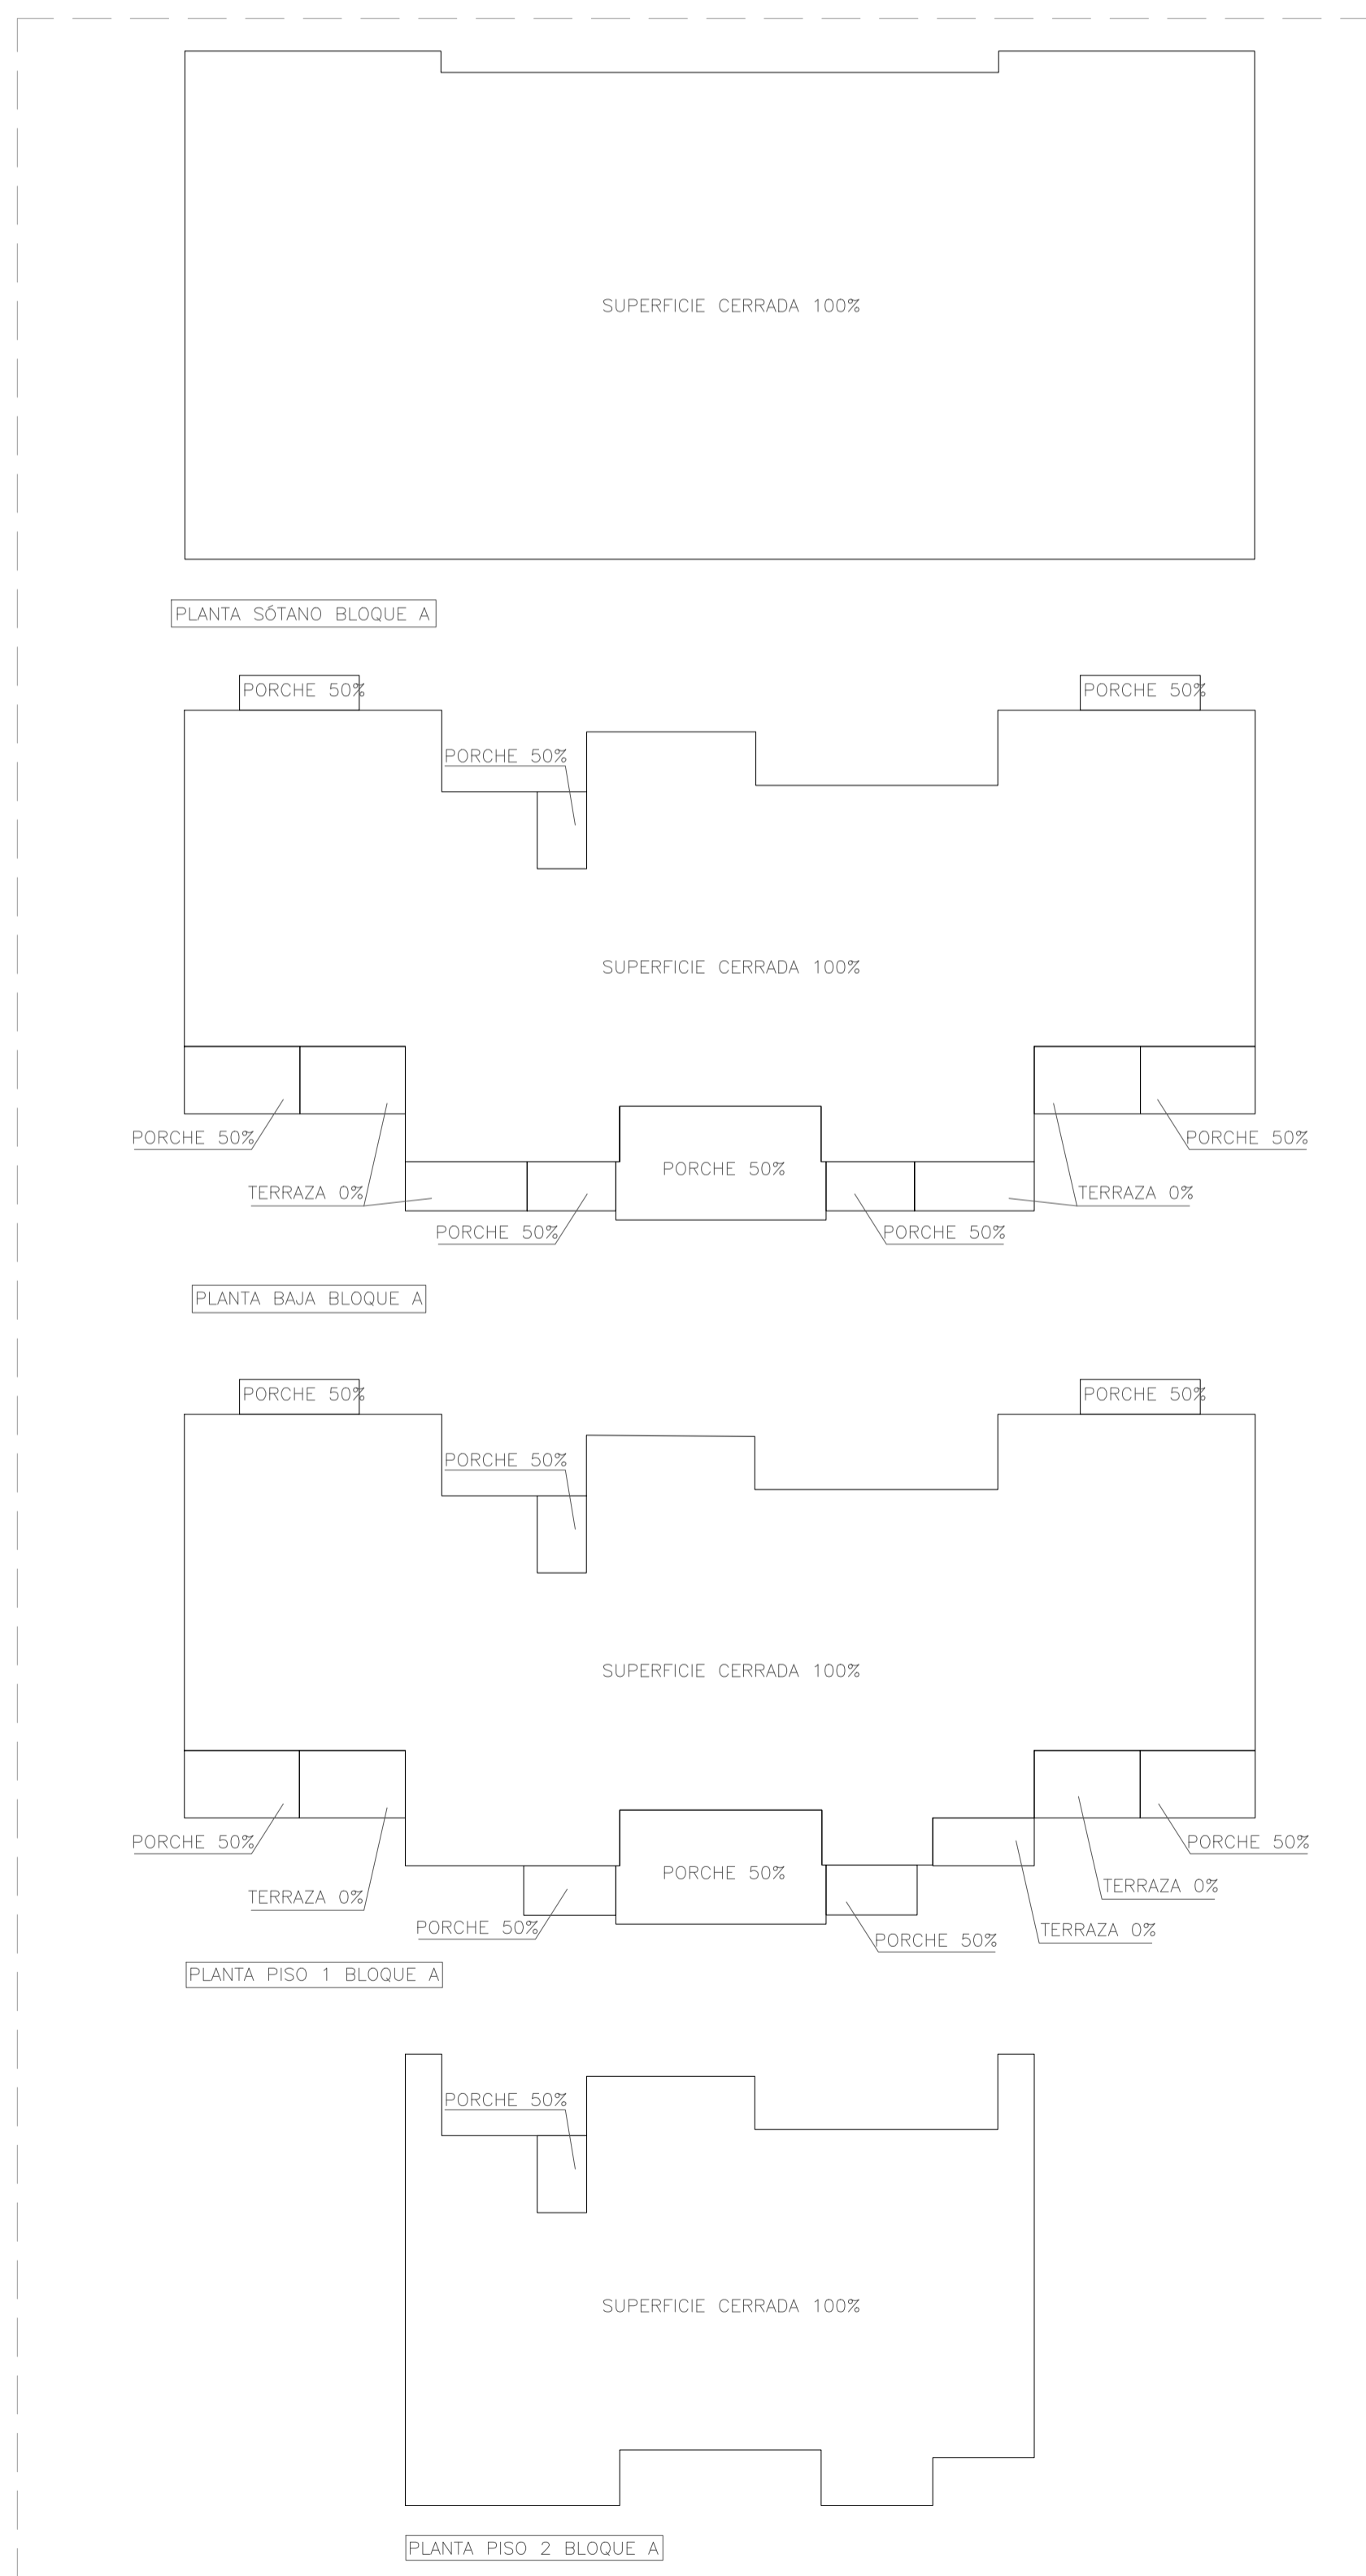 SUPERFICIE CERRADA 100%
PLANTA SÓTANO BLOQUE A
PORCHE 50%
PORCHE 50%
PORCHE 50%
SUPERFICIE CERRADA 100%
PORCHE 50%
PORCHE 50%
PORCHE 50%
TERRAZA 0%
TERRAZA 0%
PORCHE 50%
PORCHE 50%
PLANTA BAJA BLOQUE A
PORCHE 50%
PORCHE 50%
PORCHE 50%
SUPERFICIE CERRADA 100%
PORCHE 50%
PORCHE 50%
PORCHE 50%
TERRAZA 0%
TERRAZA 0%
PORCHE 50%
TERRAZA 0%
PORCHE 50%
PLANTA PISO 1 BLOQUE A
PORCHE 50%
SUPERFICIE CERRADA 100%
PLANTA PISO 2 BLOQUE A